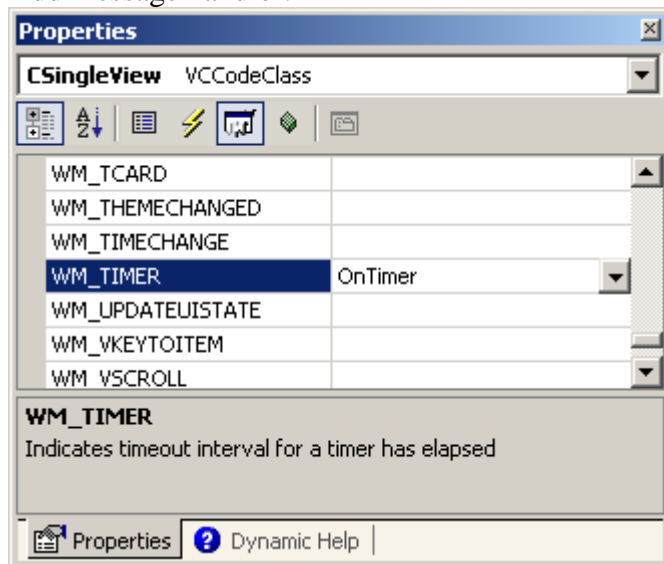 Properties
CSingleView VCCodeClass
WM_TCARD
WM_THEMECHANGED
WM_TIMECHANGE
WM_TIMER OnTimer
WM_UPDATEUISTATE
WM_VKEYTOITEM
WM_VSCROLL
WM_TIMER
Indicates timeout interval for a timer has elapsed
Properties Dynamic Help